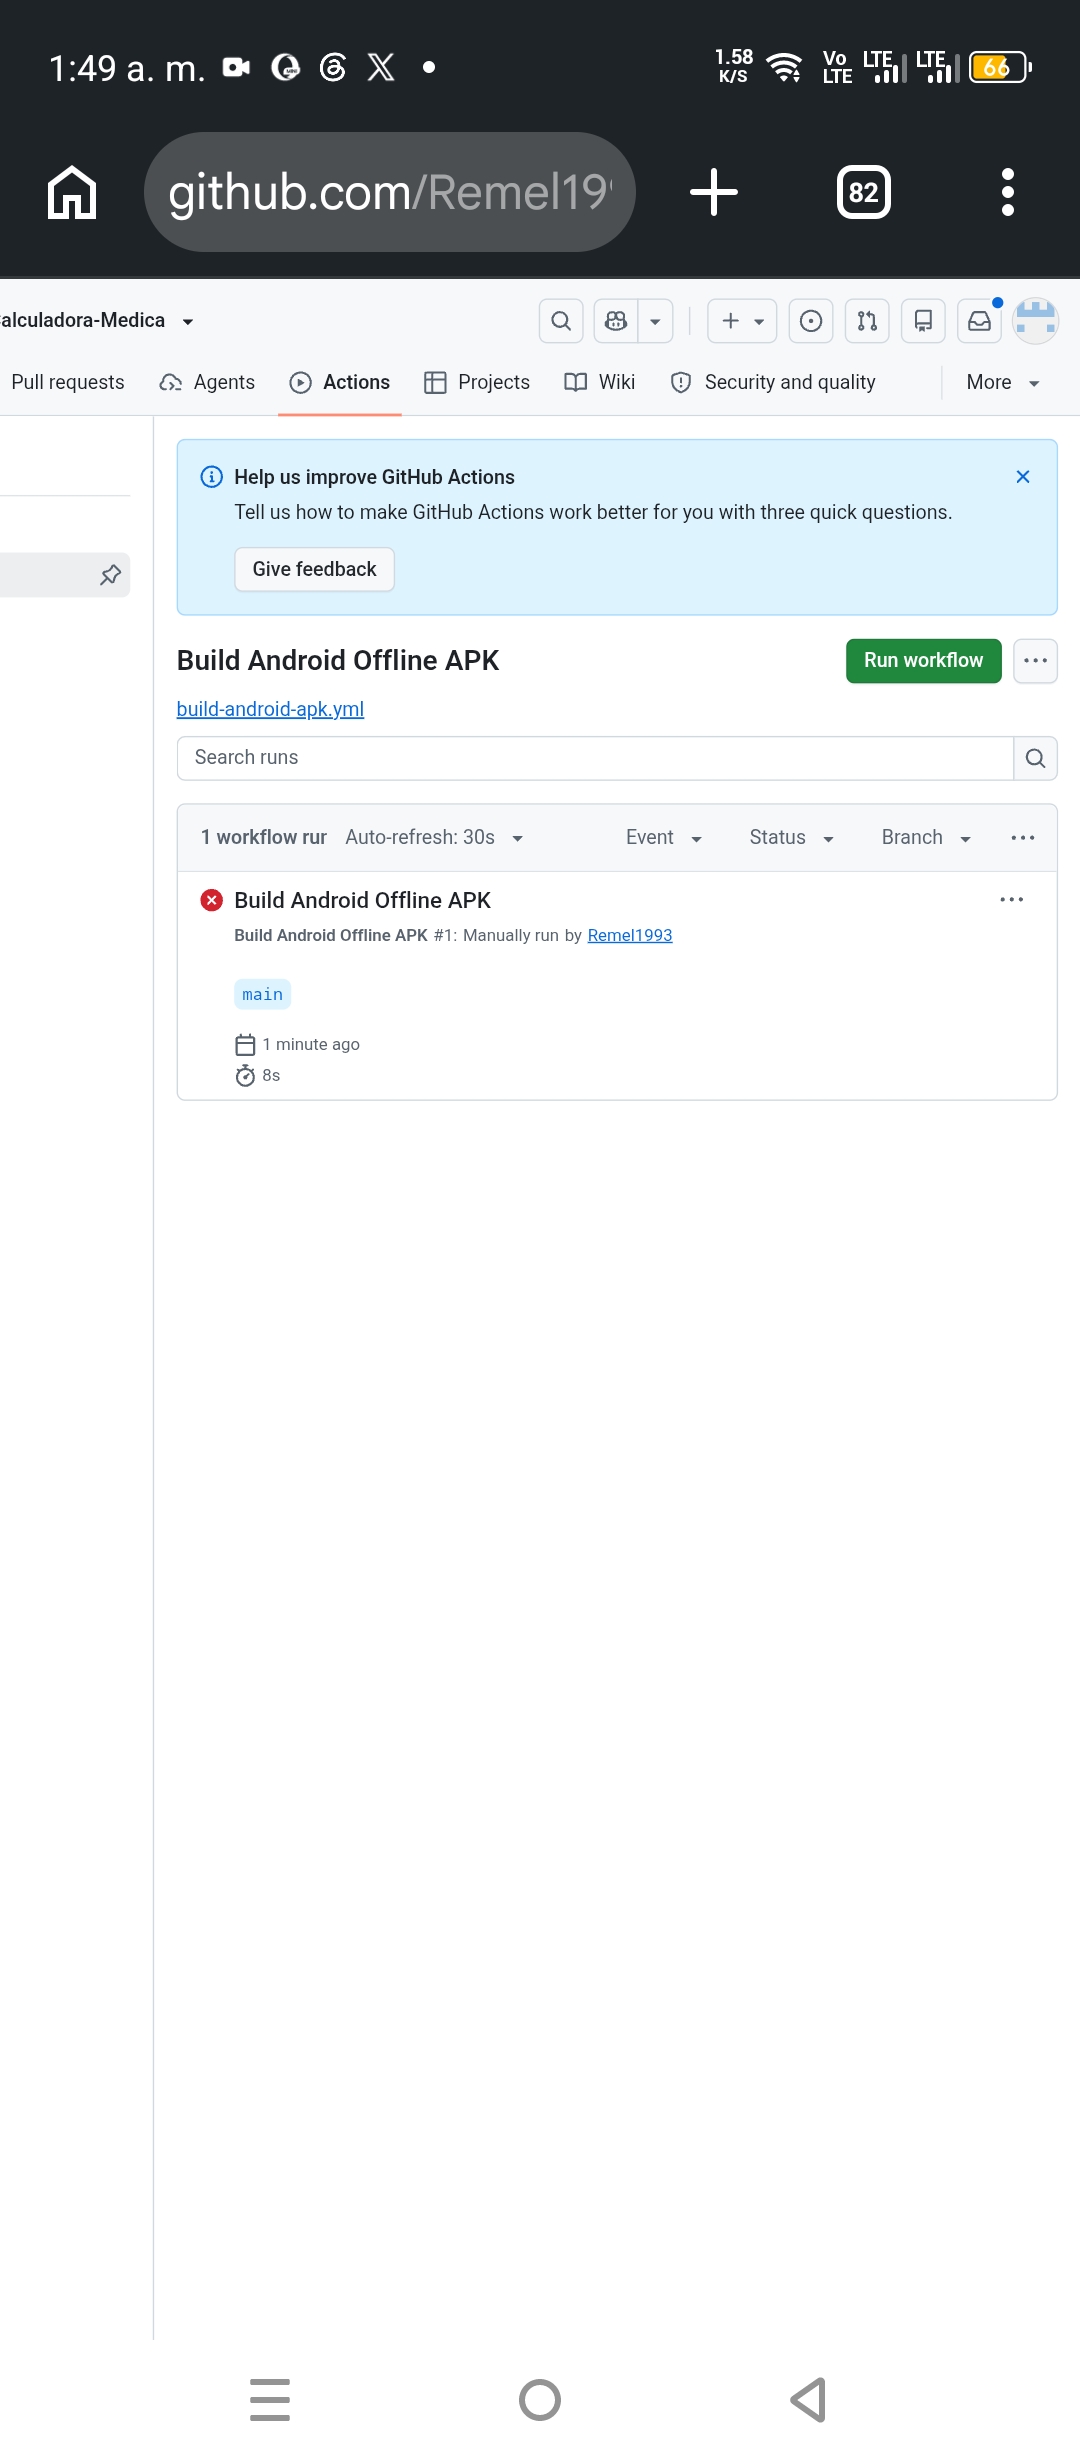 1:49 a. m.
1.58
K/S
Vo
LTE
LTE
LTE
66
github.com/Remel19
82
alculadora-Medica
Pull requests
Agents
Actions
Projects
Wiki
Security and quality
More
Help us improve GitHub Actions
Tell us how to make GitHub Actions work better for you with three quick questions.
Give feedback
Build Android Offline APK
Run workflow
build-android-apk.yml
Search runs
1 workflow rur
Auto-refresh: 30s
Event
Status
Branch
Build Android Offline APK
Build Android Offline APK #1: Manually run by Remel1993
main
1 minute ago
8s